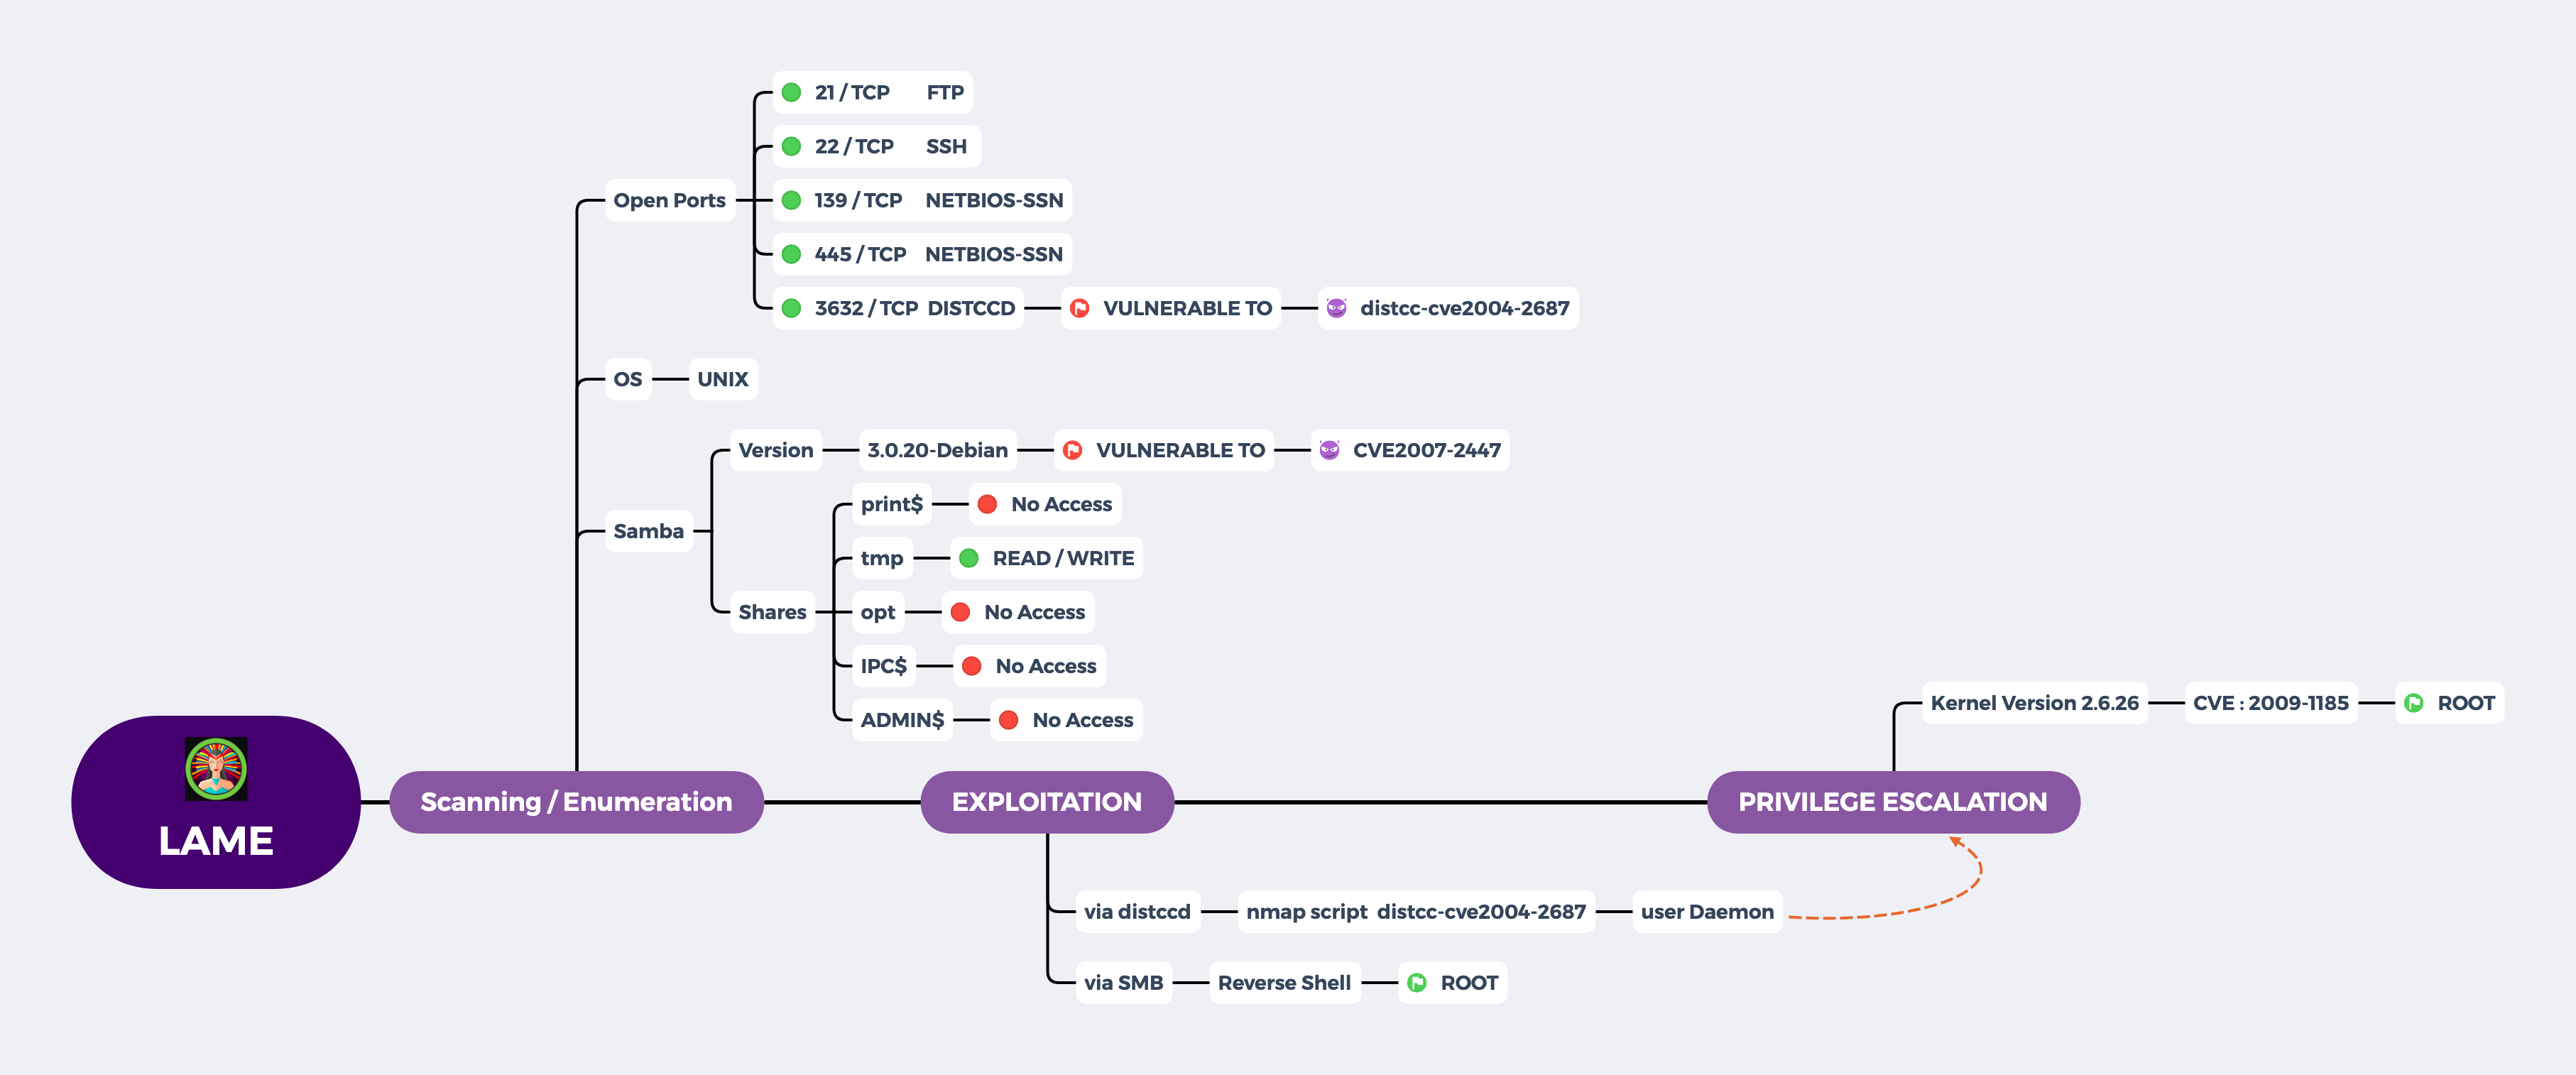 21 / TCP FTP
22 / TCP SSH
Open Ports
139 / TCP NETBIOS-SSN
445 / TCP NETBIOS-SSN
3632 / TCP DISTCCD
VULNERABLE TO
distcc-cve2004-2687
OS
UNIX
Samba
Version
3.0.20-Debian
VULNERABLE TO
CVE2007-2447
Shares
print$
No Access
tmp
READ / WRITE
opt
No Access
IPC$
No Access
ADMIN$
No Access
LAME
Scanning / Enumeration
EXPLOITATION
PRIVILEGE ESCALATION
Kernel Version 2.6.26
CVE : 2009-1185
ROOT
via distccd
nmap script distcc-cve2004-2687
user Daemon
via SMB
Reverse Shell
ROOT